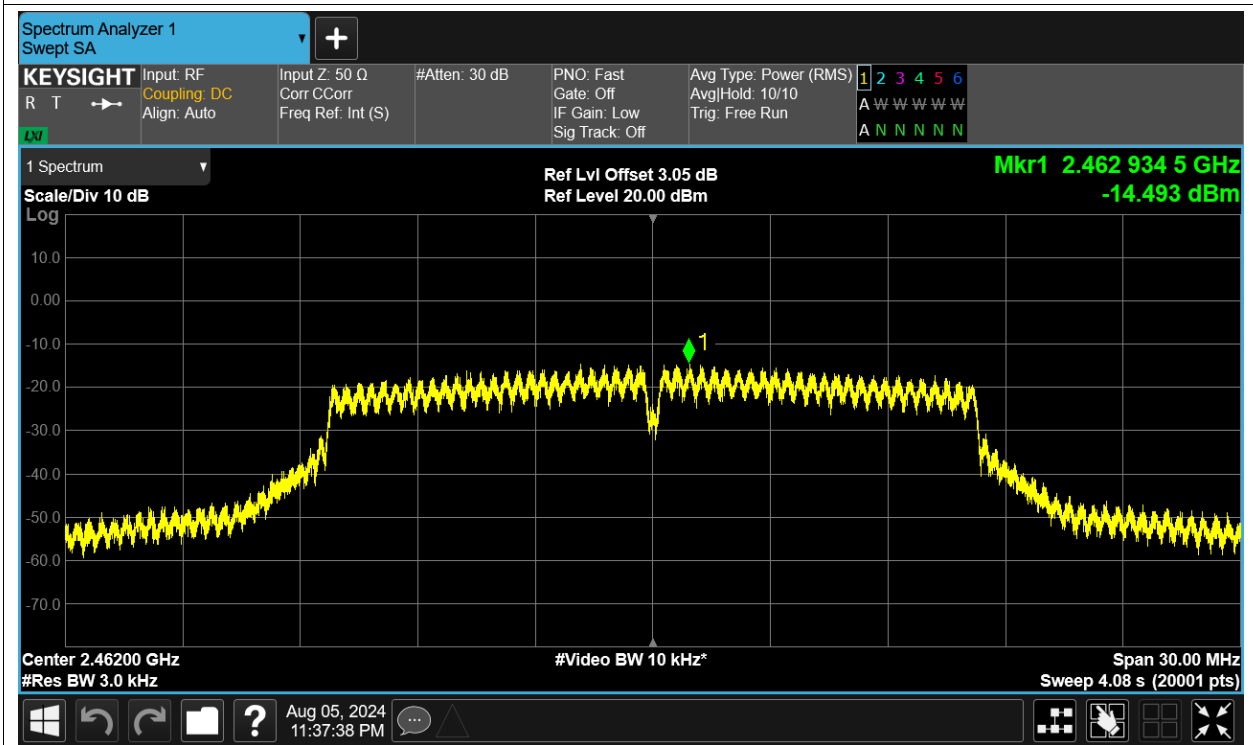 Spectrum Analyzer 1
Swept SA
+
KEYSIGHT
R T
LXI
Input: RF
Coupling: DC
Align: Auto
Input Z: 50 Ω
Corr CCorr
Freq Ref: Int (S)
#Atten: 30 dB
PNO: Fast
Gate: Off
IF Gain: Low
Sig Track: Off
Avg Type: Power (RMS)
Avg|Hold: 10/10
Trig: Free Run
1 2 3 4 5 6
A W W W W W
A N N N N N
1 Spectrum
Scale/Div 10 dB
Log
Ref Lvl Offset 3.05 dB
Ref Level 20.00 dBm
Mkr1 2.462 934 5 GHz
-14.493 dBm
10.0
0.00
-10.0
-20.0
-30.0
-40.0
-50.0
-60.0
-70.0
1
Center 2.46200 GHz
#Res BW 3.0 kHz
#Video BW 10 kHz*
Span 30.00 MHz
Sweep 4.08 s (20001 pts)
?
Aug 05, 2024
11:37:38 PM